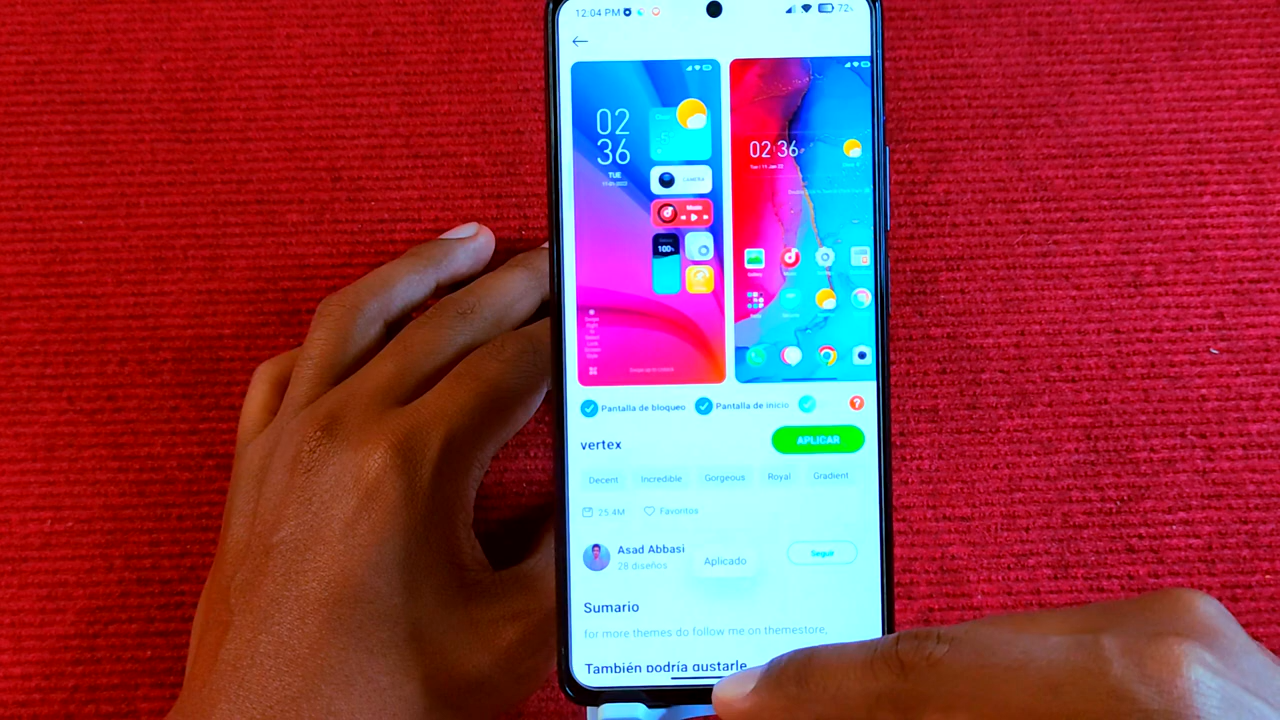 12:04 PM 72
02
36
TUE
100
Music
02:36
Pantalla de bloqueo Pantalla de inicio ?
vertex APLICAR
Decent Incredible Gorgeous Royal Gradient
25.4M Favoritos
Asad Abbasi
28 diseños
Aplicado
Seguir
Sumario
for more themes do follow me on themestore,
También podría gustarle